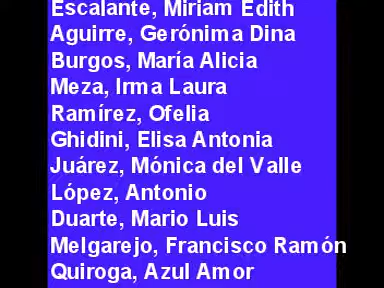 Escalante, Miriam Edith
Aguirre, Gerónima Dina
Burgos, María Alicia
Meza, Irma Laura
Ramírez, Ofelia
Ghidini, Elisa Antonia
Juárez, Mónica del Valle
López, Antonio
Duarte, Mario Luis
Melgarejo, Francisco Ramón
Quiroga, Azul Amor